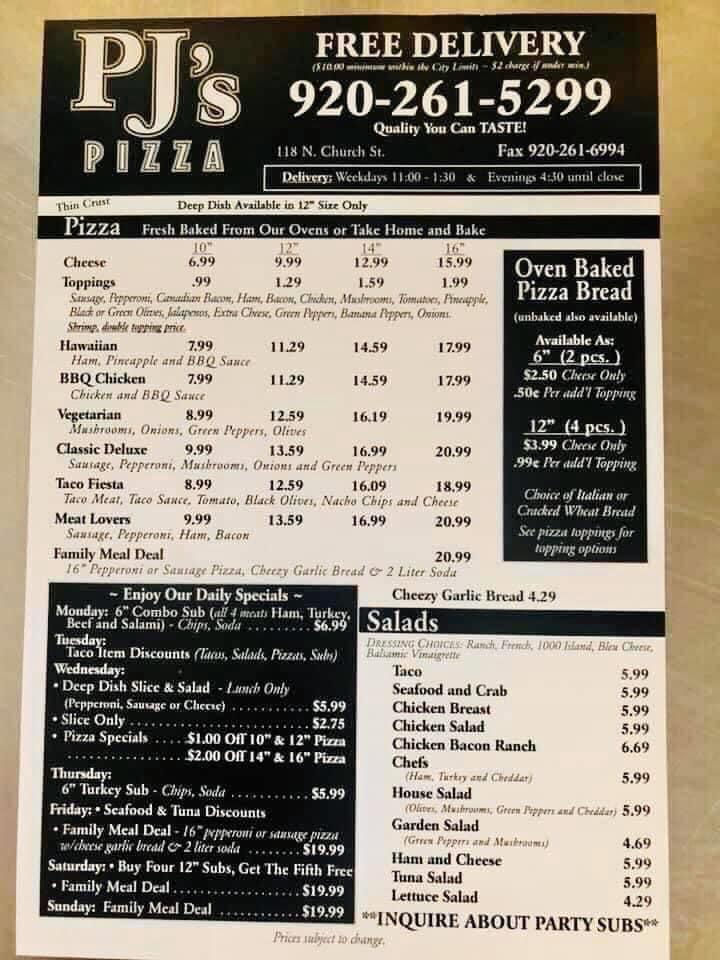 PJ's
PIZZA
FREE DELIVERY
($10.00 minimum within the City Limits - $2 charge if under min.)
920-261-5299
Quality You Can TASTE!
118 N. Church St. Fax 920-261-6994
Delivery: Weekdays 11:00 - 1:30 & Evenings 4:30 until close
Thin Crust Deep Dish Available in 12" Size Only
Pizza Fresh Baked From Our Ovens or Take Home and Bake
10" 12" 14" 16"
Cheese 6.99 9.99 12.99 15.99
Toppings .99 1.29 1.59 1.99
Sausage, Pepperoni, Canadian Bacon, Ham, Bacon, Chicken, Mushrooms, Tomatoes, Pineapple,
Black or Green Olives, Jalapenos, Extra Cheese, Green Peppers, Banana Peppers, Onions.
Shrimp, double topping price.
Hawaiian 7.99 11.29 14.59 17.99
Ham, Pineapple and BBQ Sauce
BBQ Chicken 7.99 11.29 14.59 17.99
Chicken and BBQ Sauce
Vegetarian 8.99 12.59 16.19 19.99
Mushrooms, Onions, Green Peppers, Olives
Classic Deluxe 9.99 13.59 16.99 20.99
Sausage, Pepperoni, Mushrooms, Onions and Green Peppers
Taco Fiesta 8.99 12.59 16.09 18.99
Taco Meat, Taco Sauce, Tomato, Black Olives, Nacho Chips and Cheese
Meat Lovers 9.99 13.59 16.99 20.99
Sausage, Pepperoni, Ham, Bacon
Family Meal Deal 20.99
16" Pepperoni or Sausage Pizza, Cheezy Garlic Bread & 2 Liter Soda
Oven Baked
Pizza Bread
(unbaked also available)
Available As:
6" (2 pcs. )
$2.50 Cheese Only
.50¢ Per add'l Topping
12" (4 pcs. )
$3.99 Cheese Only
.99¢ Per add'l Topping
Choice of Italian or
Cracked Wheat Bread
See pizza toppings for
topping options
~ Enjoy Our Daily Specials ~
Monday: 6" Combo Sub (all 4 meats Ham, Turkey,
Beef and Salami) - Chips, Soda ......... $6.99
Tuesday:
Taco Item Discounts (Tacos, Salads, Pizzas, Subs)
Wednesday:
• Deep Dish Slice & Salad - Lunch Only
(Pepperoni, Sausage or Cheese) ............ $5.99
• Slice Only ........................ $2.75
• Pizza Specials .....$1.00 Off 10" & 12" Pizza
.................$2.00 Off 14" & 16" Pizza
Thursday:
6" Turkey Sub - Chips, Soda ............ $5.99
Friday: • Seafood & Tuna Discounts
• Family Meal Deal - 16" pepperoni or sausage pizza
w/cheese garlic bread & 2 liter soda ........ $19.99
Saturday: • Buy Four 12" Subs, Get The Fifth Free
• Family Meal Deal .................. $19.99
Sunday: Family Meal Deal ........... $19.99
Cheezy Garlic Bread 4.29
Salads
DRESSING CHOICES: Ranch, French, 1000 Island, Bleu Cheese,
Balsamic Vinaigrette
Taco 5.99
Seafood and Crab 5.99
Chicken Breast 5.99
Chicken Salad 5.99
Chicken Bacon Ranch 6.69
Chefs
(Ham, Turkey and Cheddar) 5.99
House Salad
(Olives, Mushrooms, Green Peppers and Cheddar) 5.99
Garden Salad
(Green Peppers and Mushrooms) 4.69
Ham and Cheese 5.99
Tuna Salad 5.99
Lettuce Salad 4.29
**INQUIRE ABOUT PARTY SUBS**
Prices subject to change.